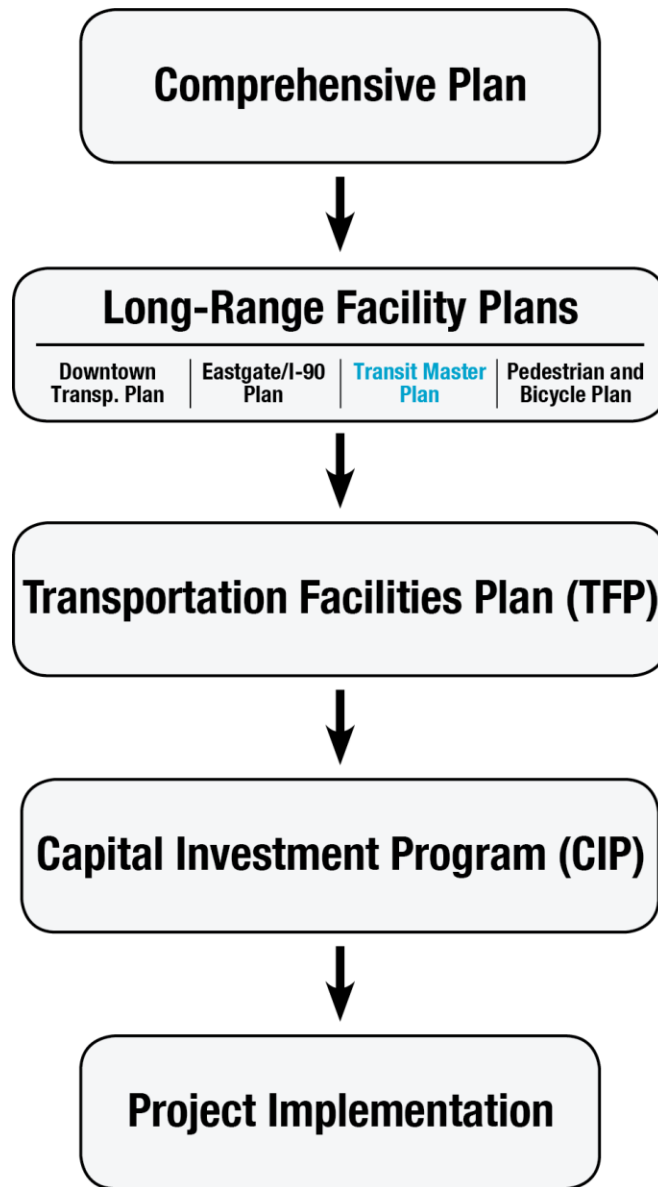 Comprehensive Plan
Long-Range Facility Plans
Downtown
Transp. Plan
Eastgate/I-90
Plan
Transit Master
Plan
Pedestrian and
Bicycle Plan
Transportation Facilities Plan (TFP)
Capital Investment Program (CIP)
Project Implementation